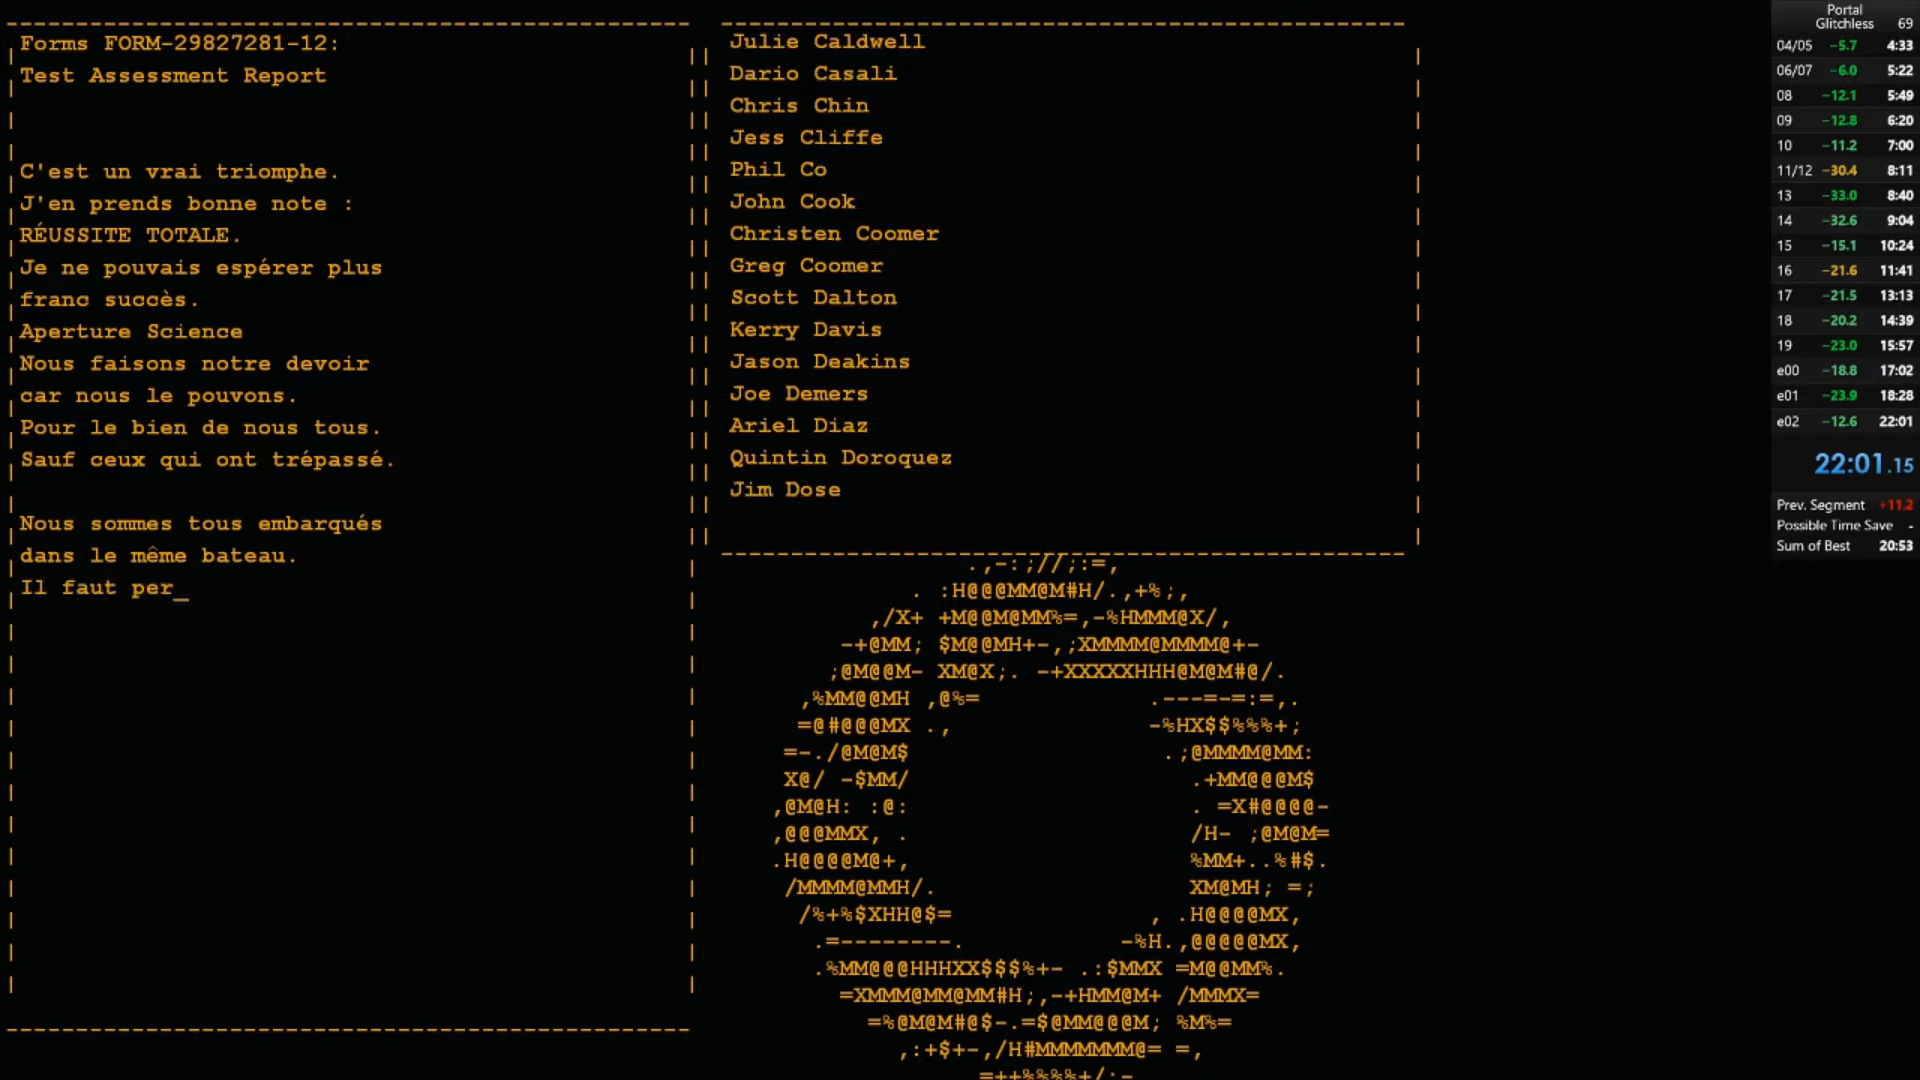 Forms FORM-29827281-12:
Test Assessment Report
C'est un vrai triomphe.
J'en prends bonne note :
RÉUSSITE TOTALE.
Je ne pouvais espérer plus
franc succès.
Aperture Science
Nous faisons notre devoir
car nous le pouvons.
Pour le bien de nous tous.
Sauf ceux qui ont trépassé.
Nous sommes tous embarqués
dans le même bateau.
Il faut per_
Julie Caldwell
Dario Casali
Chris Chin
Jess Cliffe
Phil Co
John Cook
Christen Coomer
Greg Coomer
Scott Dalton
Kerry Davis
Jason Deakins
Joe Demers
Ariel Diaz
Quintin Doroquez
Jim Dose
Portal
Glitchless 69
04/05 -5.7 4:33
06/07 -6.0 5:22
08 -12.1 5:49
09 -12.8 6:20
10 -11.2 7:00
11/12 -30.4 8:11
13 -33.0 8:40
14 -32.6 9:04
15 -15.1 10:24
16 -21.6 11:41
17 -21.5 13:13
18 -20.2 14:39
19 -23.0 15:57
e00 -18.8 17:02
e01 -23.9 18:28
e02 -12.6 22:01
22:01.15
Prev. Segment +11.2
Possible Time Save -
Sum of Best 20:53